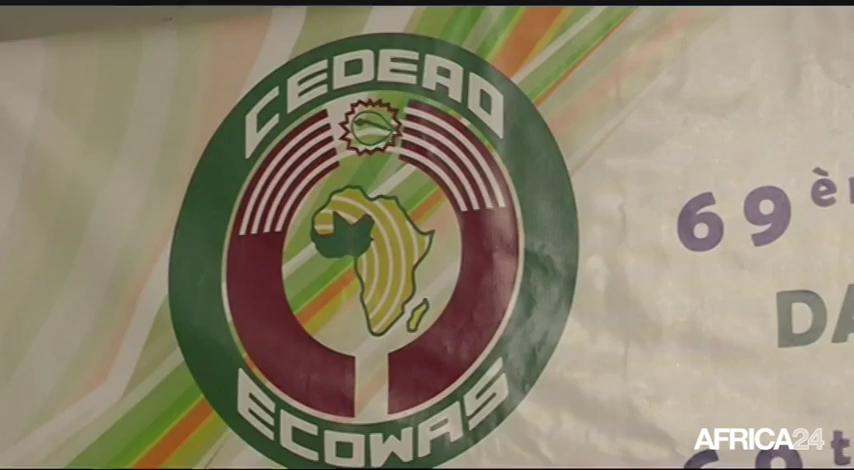 CEDEAO
ECOWAS
69
DA
AFRICA24